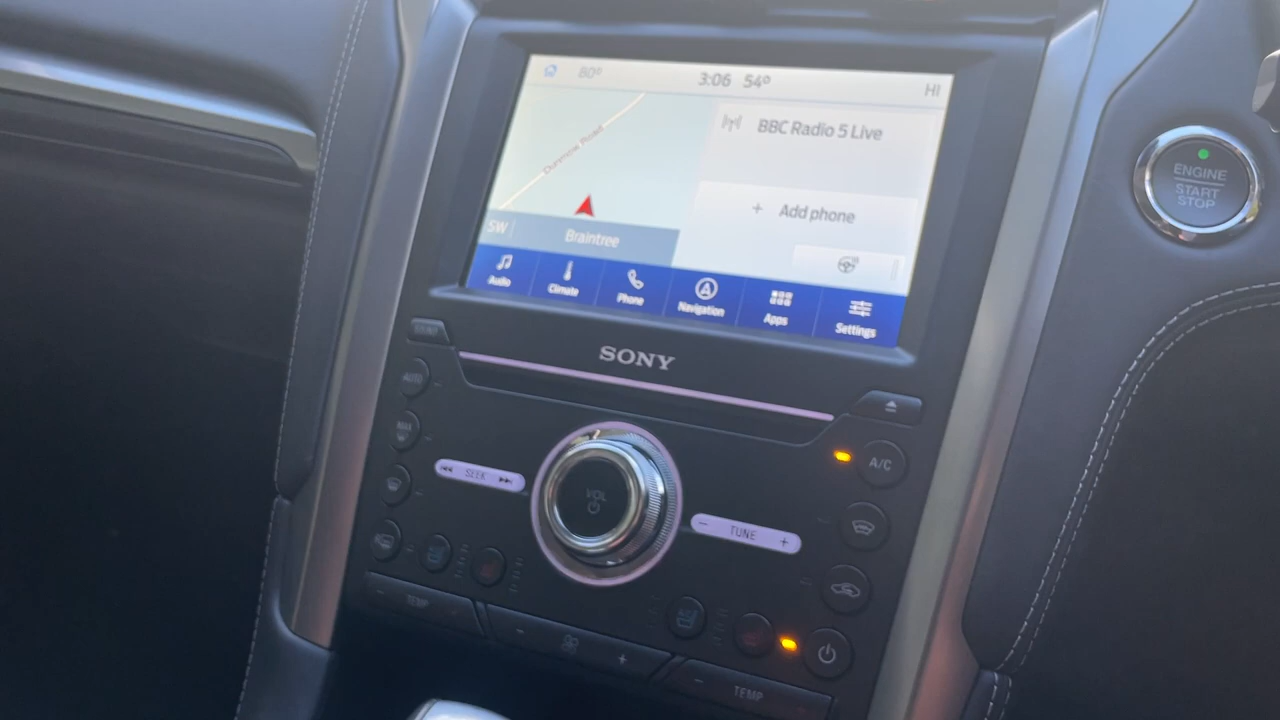 80°
3:06 54°
HI
BBC Radio 5 Live
Dunmow Road
+ Add phone
SW
Braintree
Audio
Climate
Phone
Navigation
Apps
Settings
ENGINE
START
STOP
SOUND
SONY
AUTO
MAX
A/C
SEEK
VOL
− TUNE +
TEMP
− +
− TEMP